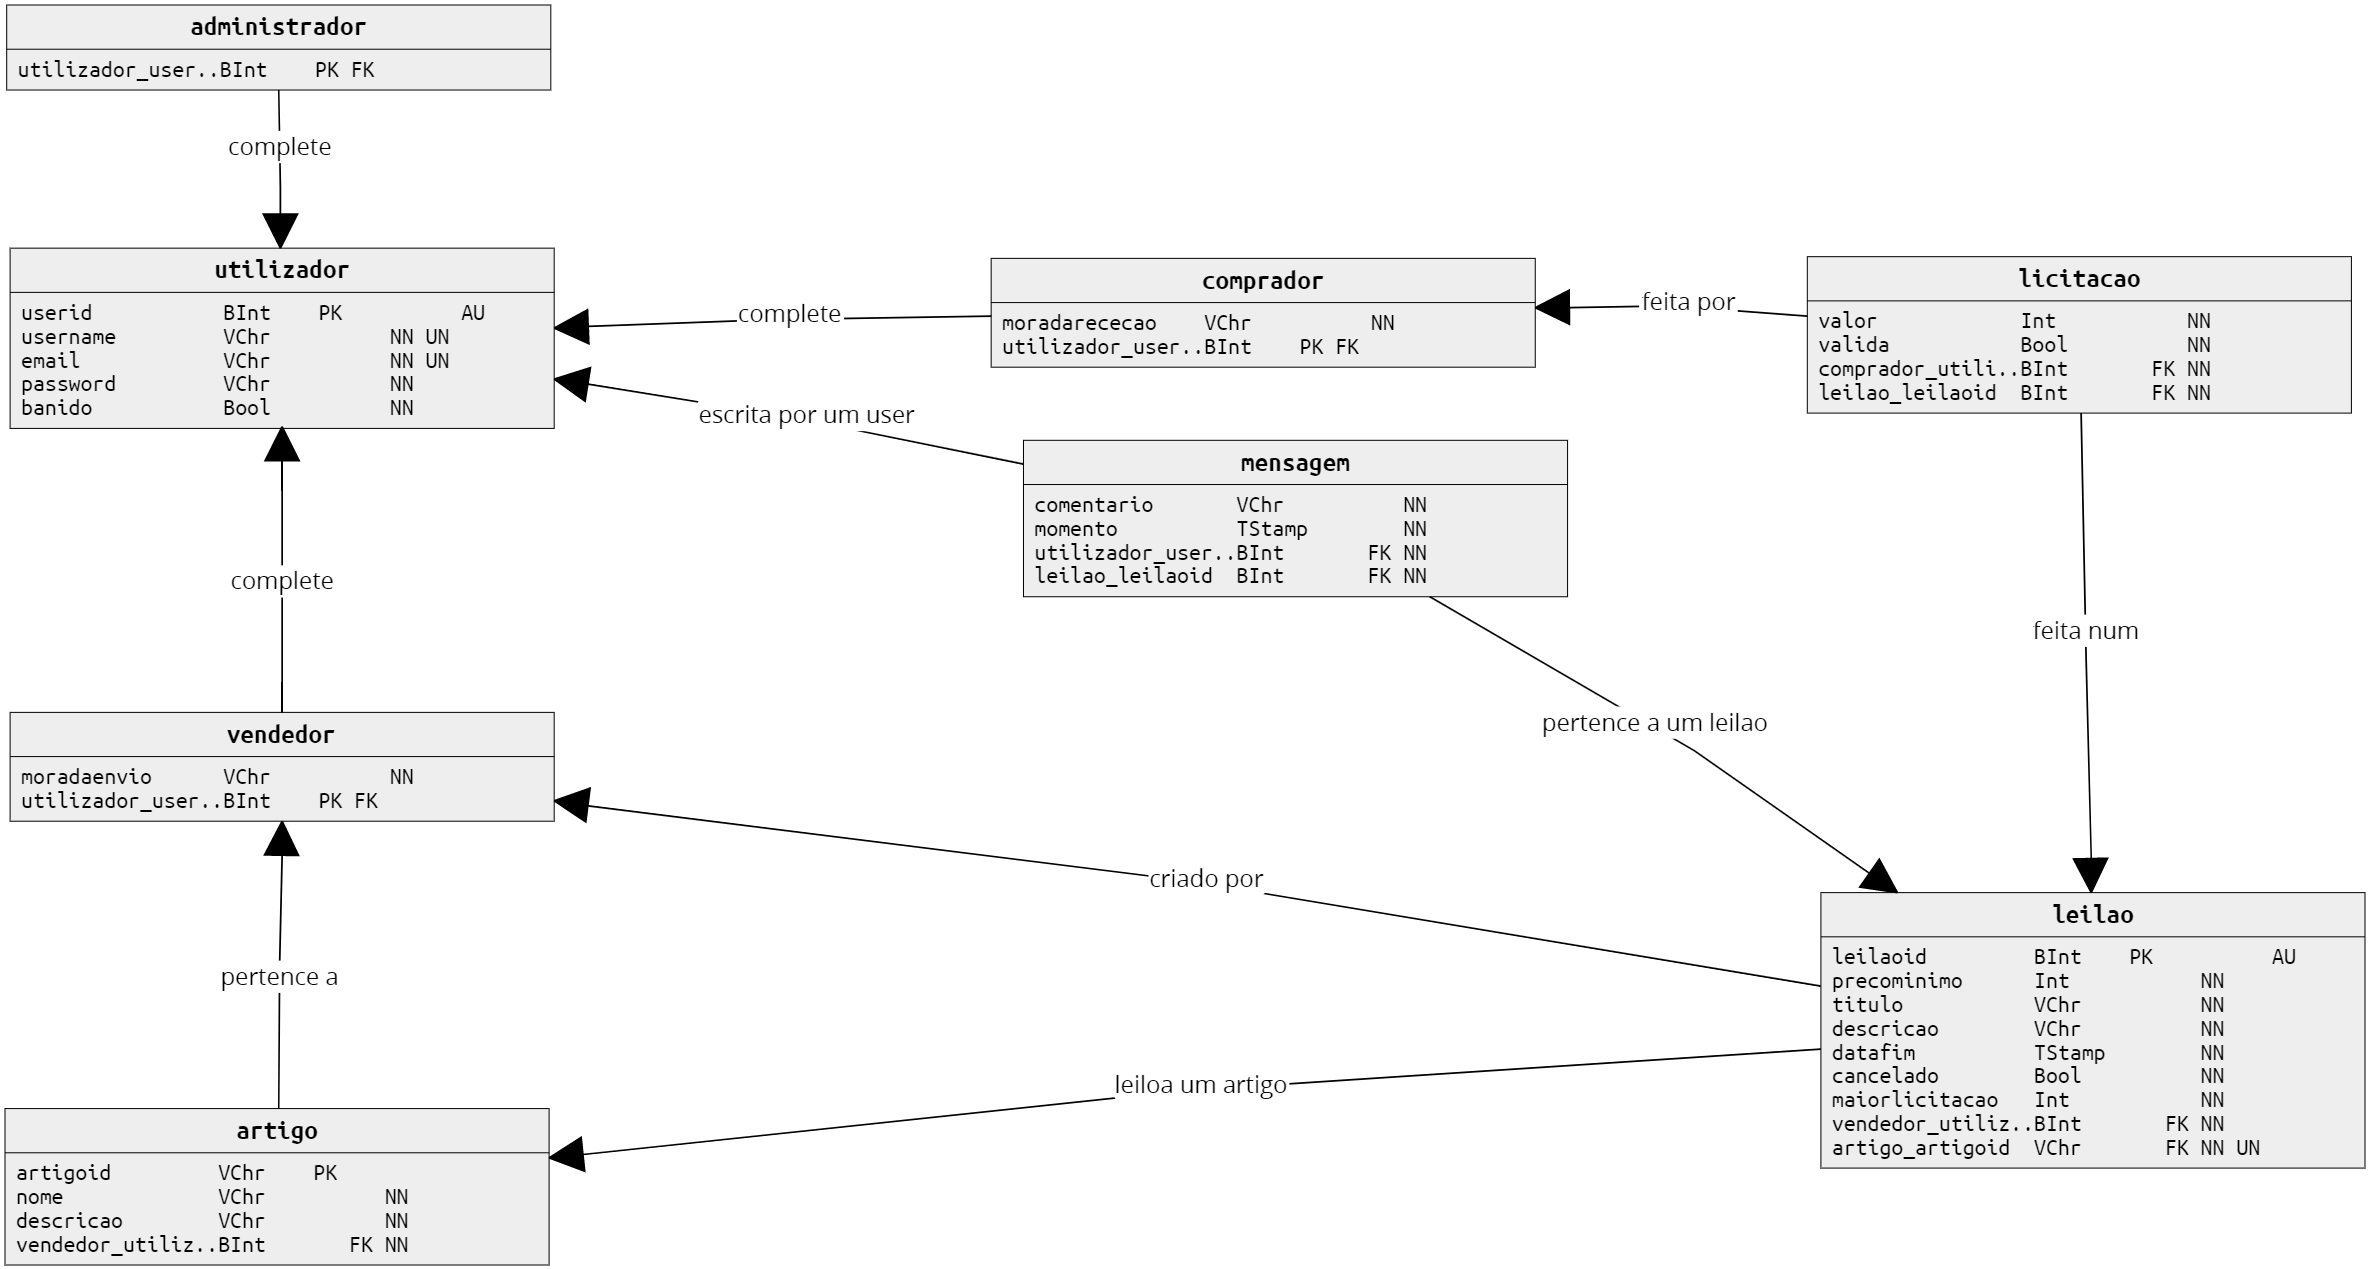 administrador
utilizador_user..BInt PK FK
complete
utilizador
userid BInt PK AU
username VChr NN UN
email VChr NN UN
password VChr NN
banido Bool NN
complete
comprador
moradarececao VChr NN
utilizador_user..BInt PK FK
feita por
licitacao
valor Int NN
valida Bool NN
comprador_utili..BInt FK NN
leilao_leilaoid BInt FK NN
escrita por um user
mensagem
comentario VChr NN
momento TStamp NN
utilizador_user..BInt FK NN
leilao_leilaoid BInt FK NN
complete
feita num
pertence a um leilao
vendedor
moradaenvio VChr NN
utilizador_user..BInt PK FK
criado por
pertence a
leilao
leilaoid BInt PK AU
precominimo Int NN
titulo VChr NN
descricao VChr NN
datafim TStamp NN
cancelado Bool NN
maiorlicitacao Int NN
vendedor_utiliz..BInt FK NN
artigo_artigoid VChr FK NN UN
leiloa um artigo
artigo
artigoid VChr PK
nome VChr NN
descricao VChr NN
vendedor_utiliz..BInt FK NN